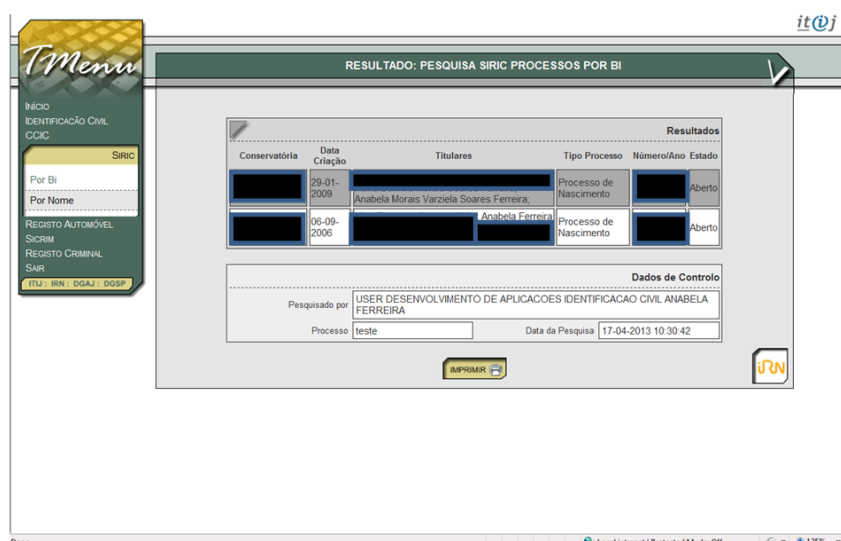 it@j
TMenu
RESULTADO: PESQUISA SIRIC PROCESSOS POR BI
INÍCIO
IDENTIFICACÃO CIVIL
CCIC
SIRIC
Por Bi
Por Nome
REGISTO AUTOMÓVEL
SICRIM
REGISTO CRIMINAL
SAIR
ITIJ : IRN : DGAJ : DGSP
Resultados
Conservatória Data Criação Titulares Tipo Processo Número/Ano Estado
29-01-2009 Anabela Morais Varziela Soares Ferreira; Processo de Nascimento Aberto
06-09-2006 Anabela Ferreira Processo de Nascimento Aberto
Dados de Controlo
Pesquisado por USER DESENVOLVIMENTO DE APLICACOES IDENTIFICACAO CIVIL ANABELA
FERREIRA
Processo teste Data da Pesquisa 17-04-2013 10:30:42
IMPRIMIR
iRN